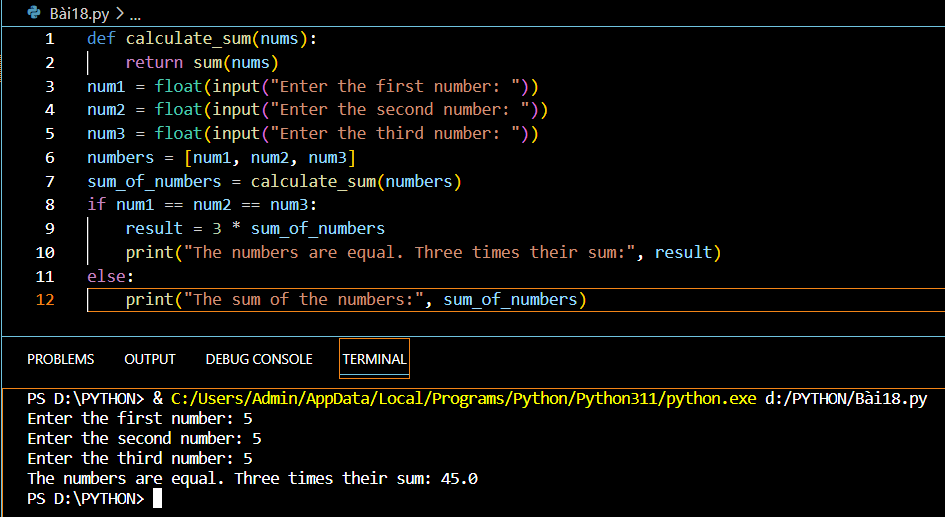 Bài18.py > ...
1 def calculate_sum(nums):
2     return sum(nums)
3 num1 = float(input("Enter the first number: "))
4 num2 = float(input("Enter the second number: "))
5 num3 = float(input("Enter the third number: "))
6 numbers = [num1, num2, num3]
7 sum_of_numbers = calculate_sum(numbers)
8 if num1 == num2 == num3:
9     result = 3 * sum_of_numbers
10     print("The numbers are equal. Three times their sum:", result)
11 else:
12     print("The sum of the numbers:", sum_of_numbers)
PROBLEMS OUTPUT DEBUG CONSOLE TERMINAL
PS D:\PYTHON> & C:/Users/Admin/AppData/Local/Programs/Python/Python311/python.exe d:/PYTHON/Bài18.py
Enter the first number: 5
Enter the second number: 5
Enter the third number: 5
The numbers are equal. Three times their sum: 45.0
PS D:\PYTHON>